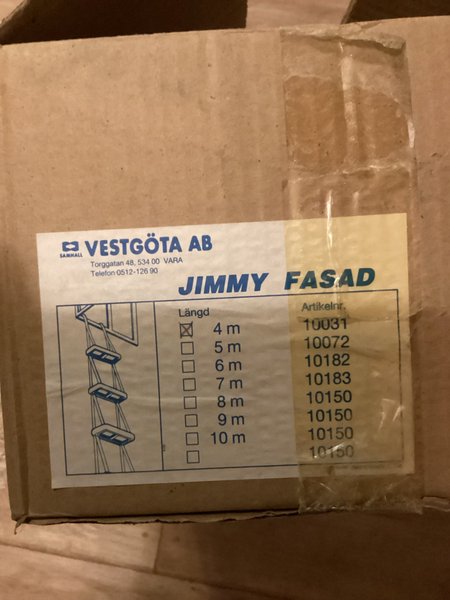 SAMHALL
VESTGÖTA AB
Torggatan 48, 534 00 VARA
Telefon 0512-126 90
JIMMY FASAD
Längd Artikelnr.
4 m 10031
5 m 10072
6 m 10182
7 m 10183
8 m 10150
9 m 10150
10 m 10150
10150